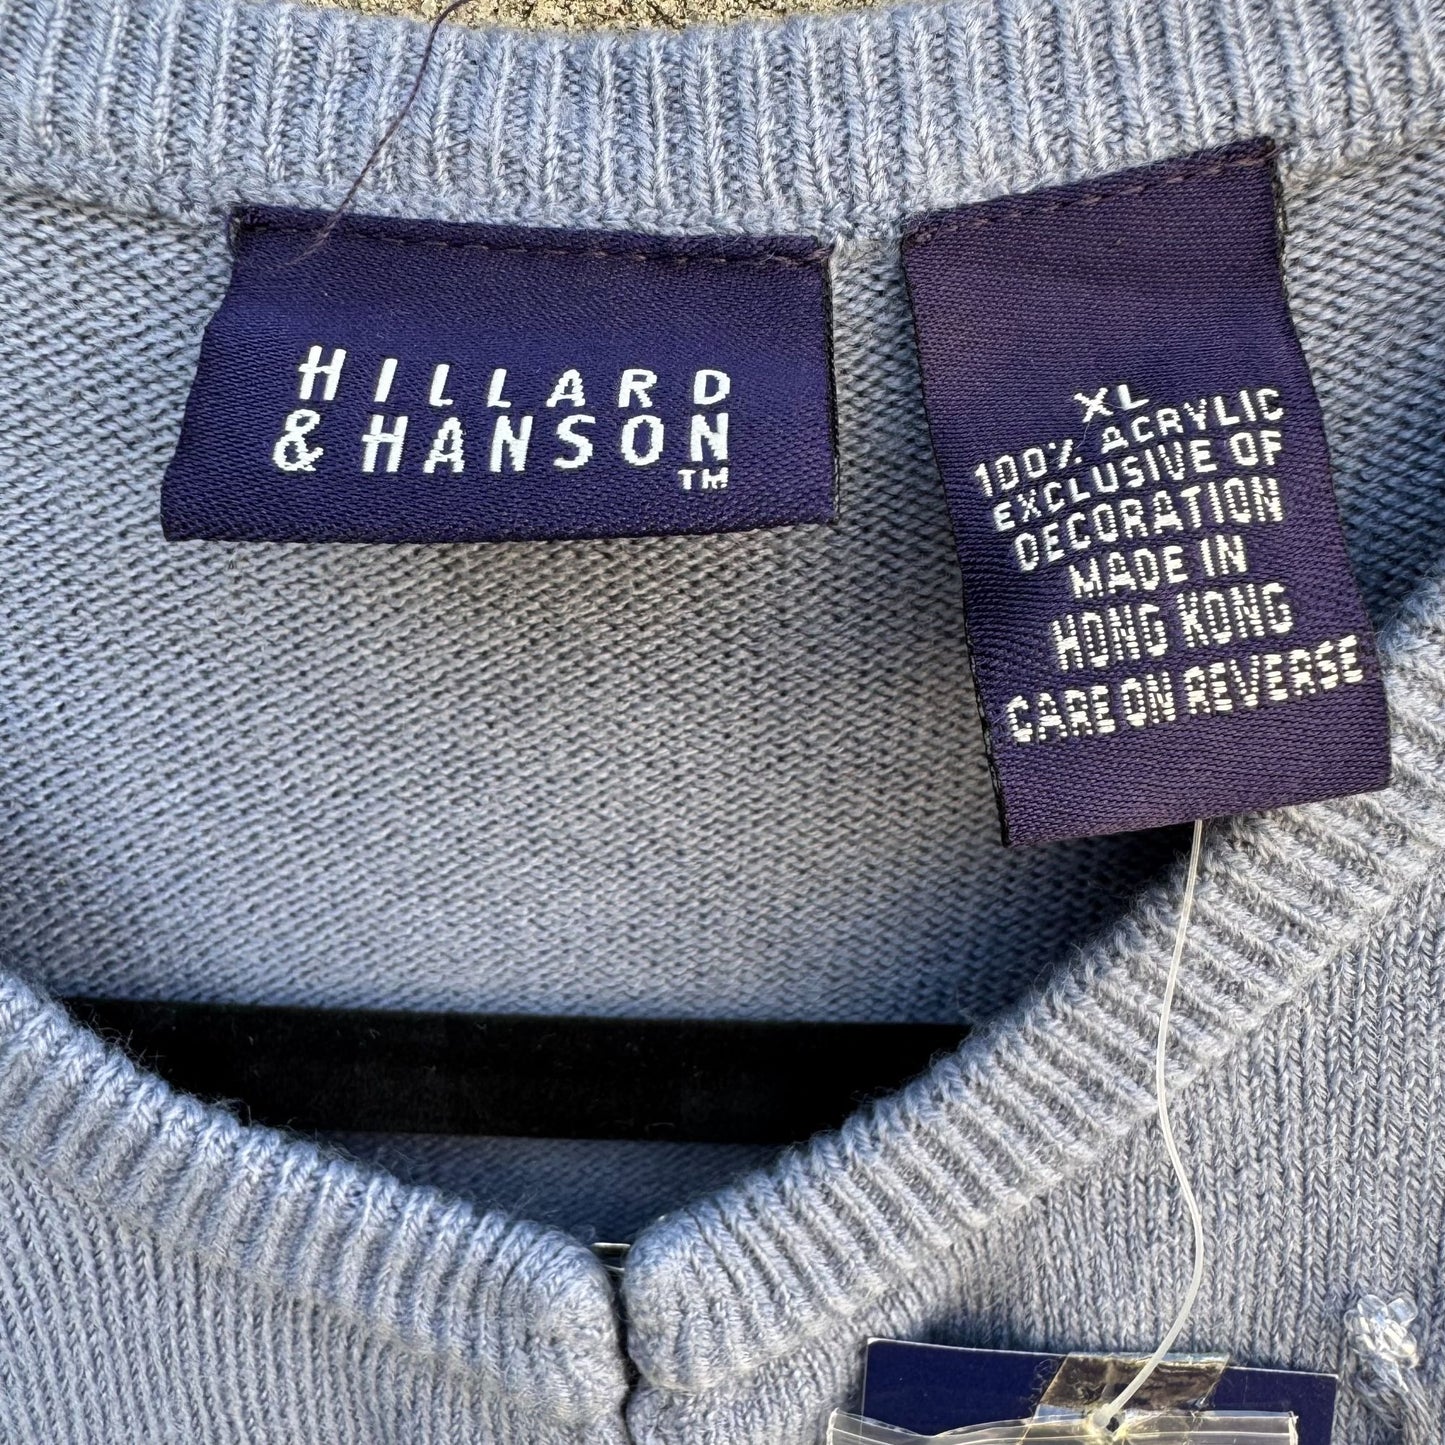 HILLARD
& HANSON
TM
XL
100% ACRYLIC
EXCLUSIVE OF
DECORATION
MADE IN
HONG KONG
CARE ON REVERSE